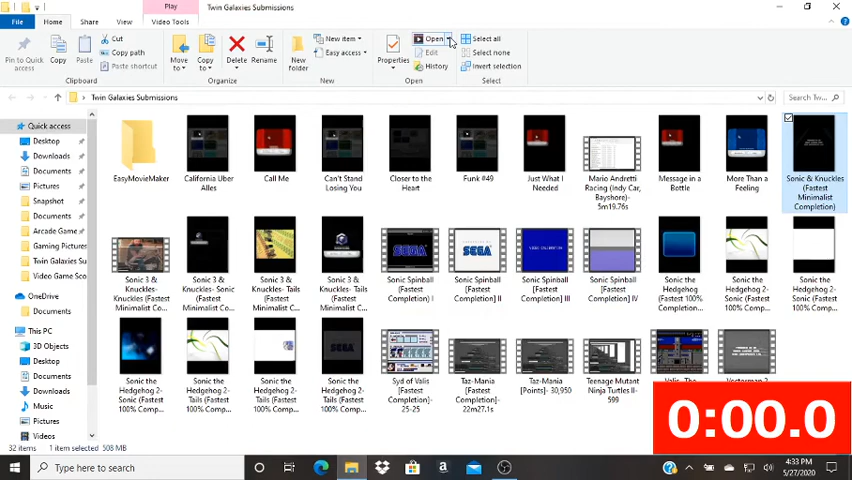 Play
Twin Galaxies Submissions
File
Home
Share
View
Video Tools
Pin to Quick access
Copy
Paste
Cut
Copy path
Paste shortcut
Move to
Copy to
Delete
Rename
Organize
New folder
New item
Easy access
New
Properties
Open
Edit
History
Open
Select all
Select none
Invert selection
Select
Twin Galaxies Submissions
Search Tw...
Quick access
Desktop
Downloads
Documents
Pictures
Snapshot
Documents
Arcade Game
Gaming Pictures
Twin Galaxies Su
Video Game Sco
OneDrive
Documents
This PC
3D Objects
Desktop
Documents
Downloads
Music
Pictures
Videos
EasyMovieMaker
California Uber
Alles
Call Me
Can't Stand
Losing You
Closer to the
Heart
Funk #49
Just What I
Needed
Mario Andretti
Racing (Indy Car,
Bayshore)-
5m19.76s
Message in a
Bottle
More Than a
Feeling
Sonic & Knuckles
(Fastest
Minimalist
Completion)
Sonic 3 &
Knuckles-
Knuckles (Fastest
Minimalist Co...
Sonic 3 &
Knuckles- Sonic
(Fastest
Minimalist C...
Sonic 3 &
Knuckles- Tails
(Fastest
Minimalist C...
Sonic 3 &
Knuckles- Tails
(Fastest
Minimalist Co...
Sonic Spinball
[Fastest
Completion] I
Sonic Spinball
[Fastest
Completion] II
Sonic Spinball
[Fastest
Completion] III
Sonic Spinball
[Fastest
Completion] IV
Sonic the
Hedgehog
(Fastest 100%
Completion...
Sonic the
Hedgehog 2-
Sonic (Fastest
100% Comp...
Sonic the
Hedgehog 2-
Sonic (Fastest
100% Comp...
Sonic the
Hedgehog 2-
Sonic (Fastest
100% Comp...
Sonic the
Hedgehog 2-
Tails (Fastest
100% Comp...
Sonic the
Hedgehog 2-
Tails (Fastest
100% Comp...
Sonic the
Hedgehog 2-
Tails (Fastest
100% Comp...
Syd of Valis
(Fastest
Completion)-
25-25
Taz-Mania
[Fastest
Completion]-
22m27.1s
Taz-Mania
[Points]- 30,950
Teenage Mutant
Ninja Turtles II-
599
0:00.0
32 items
1 item selected 508 MB
Type here to search
4:33 PM
5/27/2020